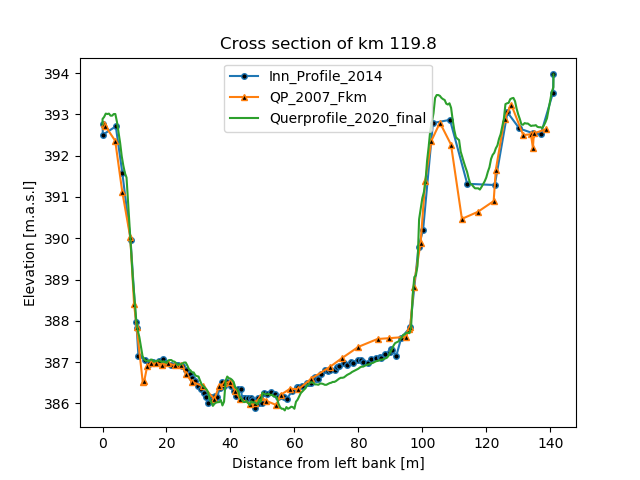 Cross section of km 119.8
Inn_Profile_2014
QP_2007_Fkm
Querprofile_2020_final
Elevation [m.a.s.l]
394
393
392
391
390
389
388
387
386
0 20 40 60 80 100 120 140
Distance from left bank [m]